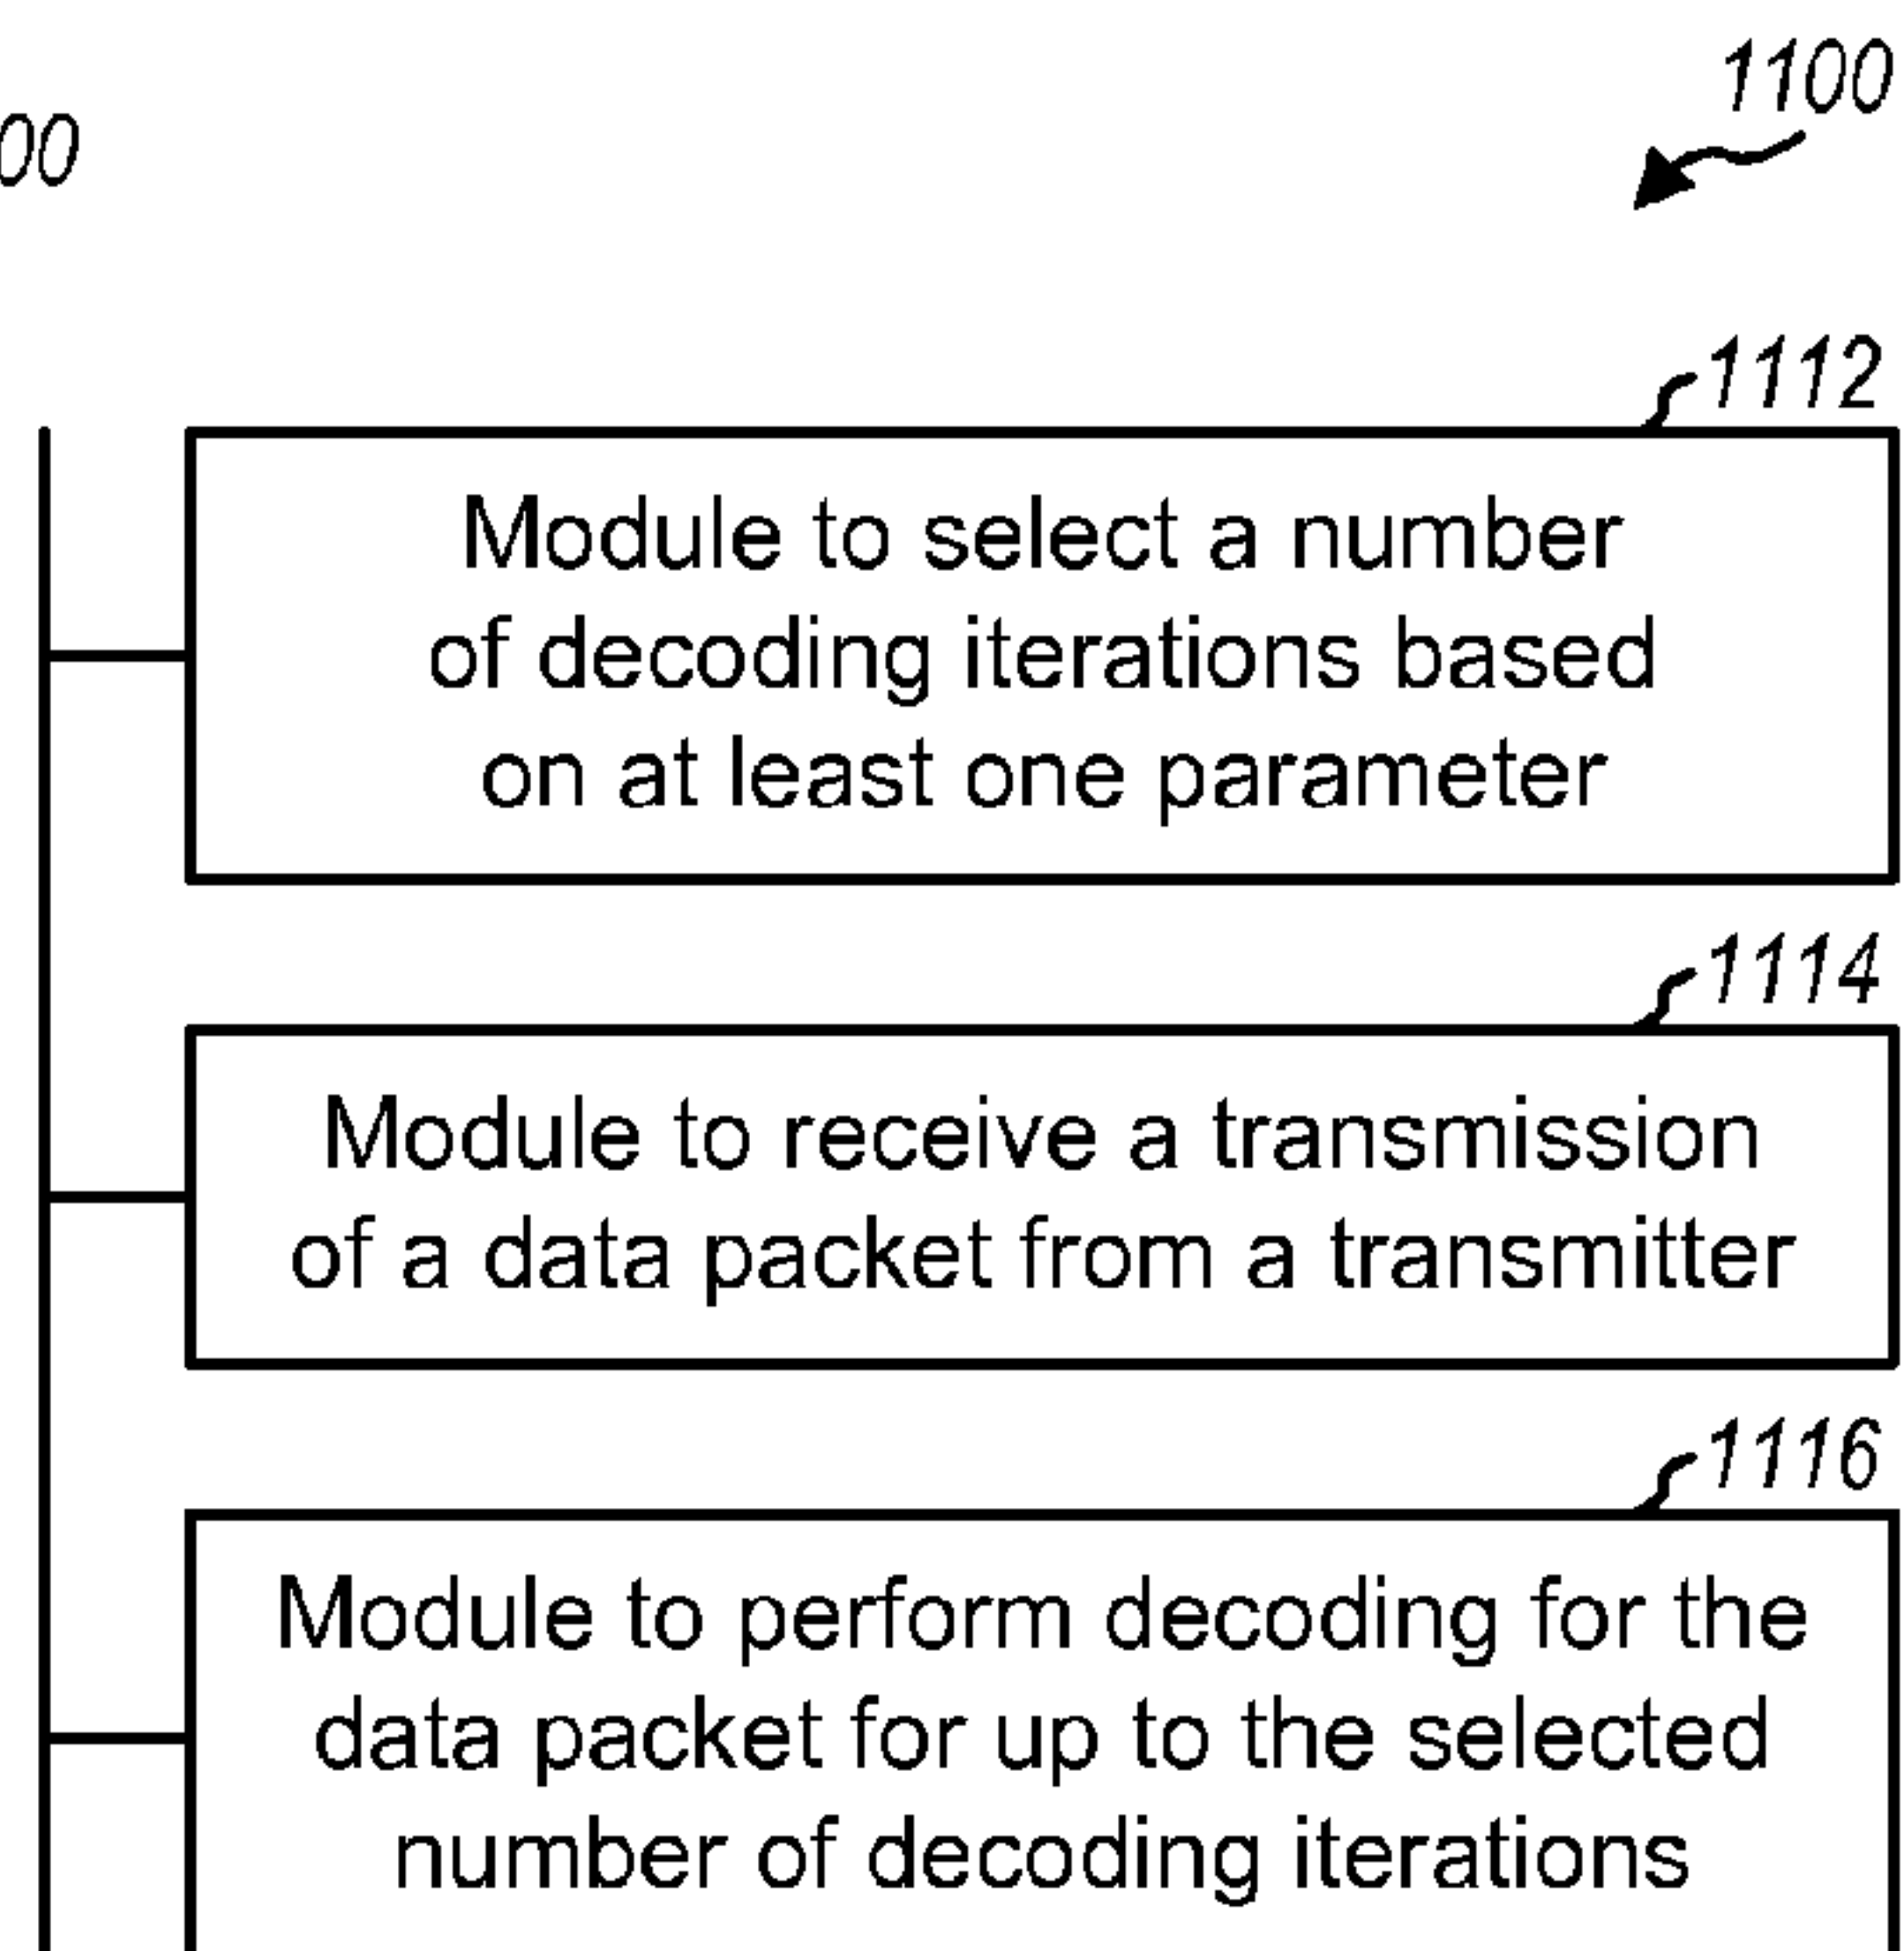 1100
00
1112
Module to select a number
of decoding iterations based
on at least one parameter
1114
Module to receive a transmission
of a data packet from a transmitter
1116
Module to perform decoding for the
data packet for up to the selected
number of decoding iterations